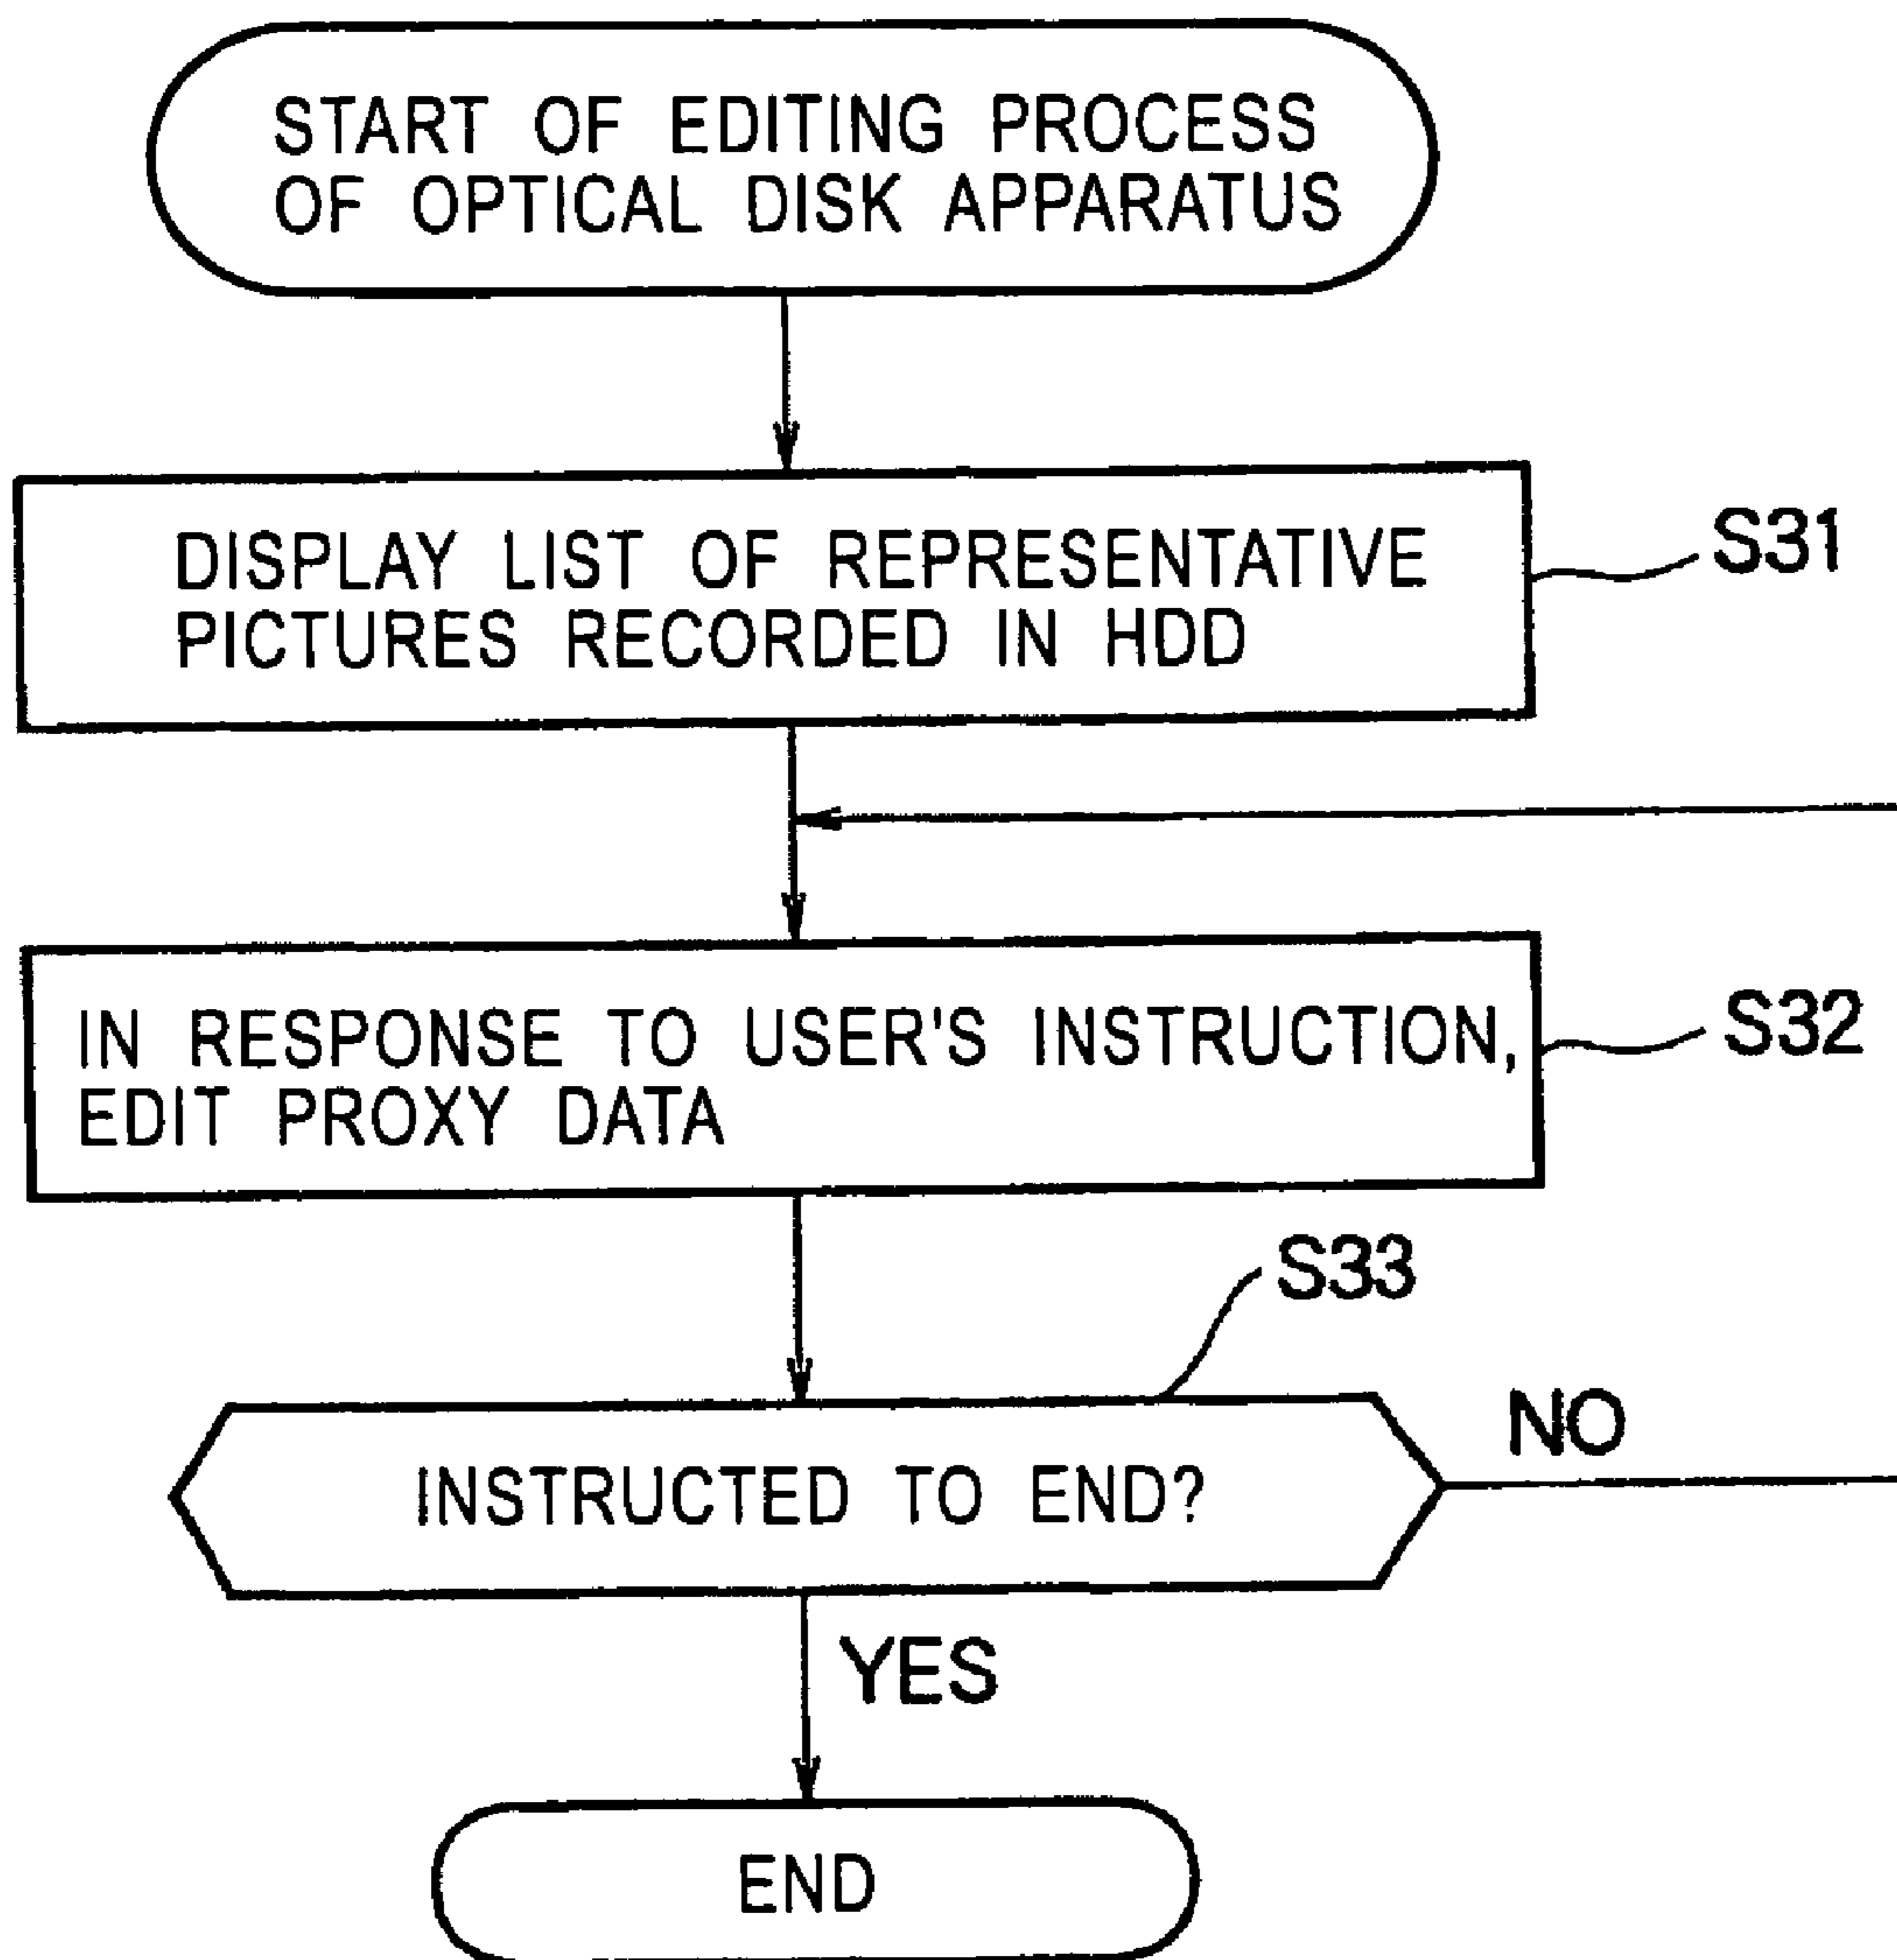 START OF EDITING PROCESS
OF OPTICAL DISK APPARATUS
DISPLAY LIST OF REPRESENTATIVE
PICTURES RECORDED IN HDD
S31
IN RESPONSE TO USER'S INSTRUCTION,
EDIT PROXY DATA
S32
S33
INSTRUCTED TO END?
NO
YES
END